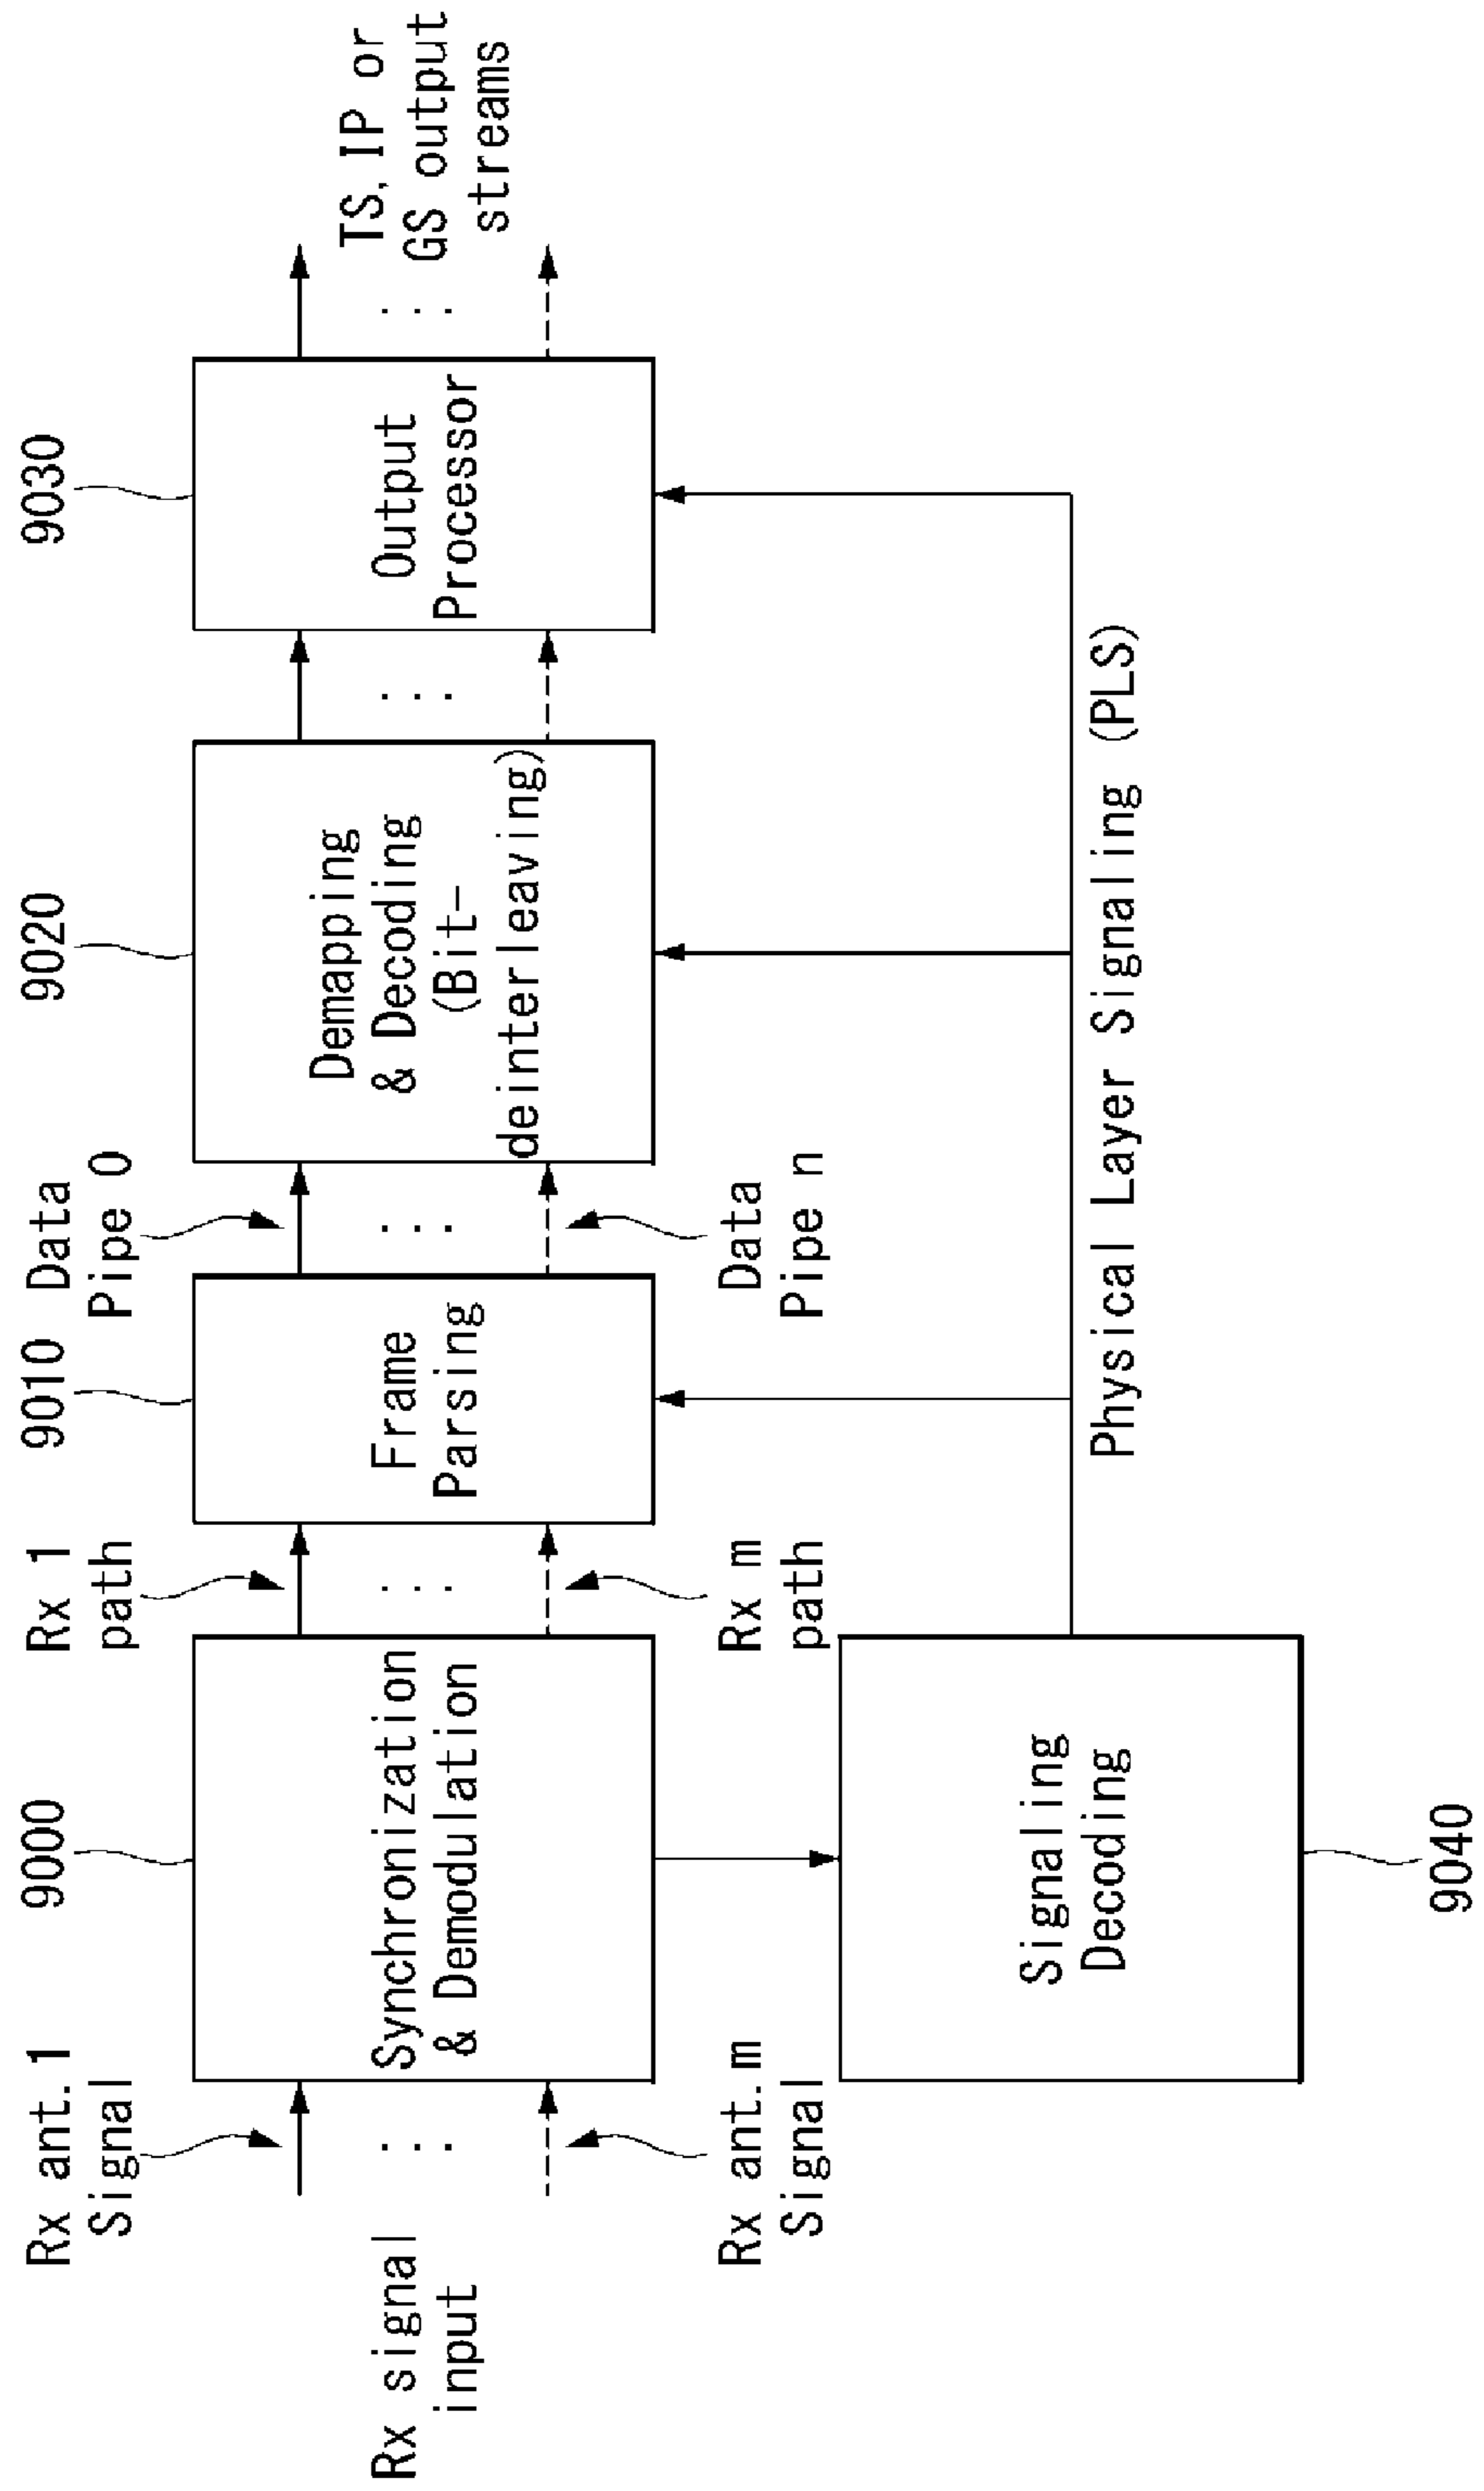 9000
9010
9020
9030
Rx ant.1
Signal
Rx 1
path
Data
Pipe 0
Rx signal
input
Synchronization
& Demodulation
Frame
Parsing
Demapping
& Decoding
(Bit-
deinterleaving)
Output
Processor
TS, IP or
GS output
streams
Rx ant.m
Signal
Rx m
path
Data
Pipe n
Signaling
Decoding
Physical Layer Signaling (PLS)
9040